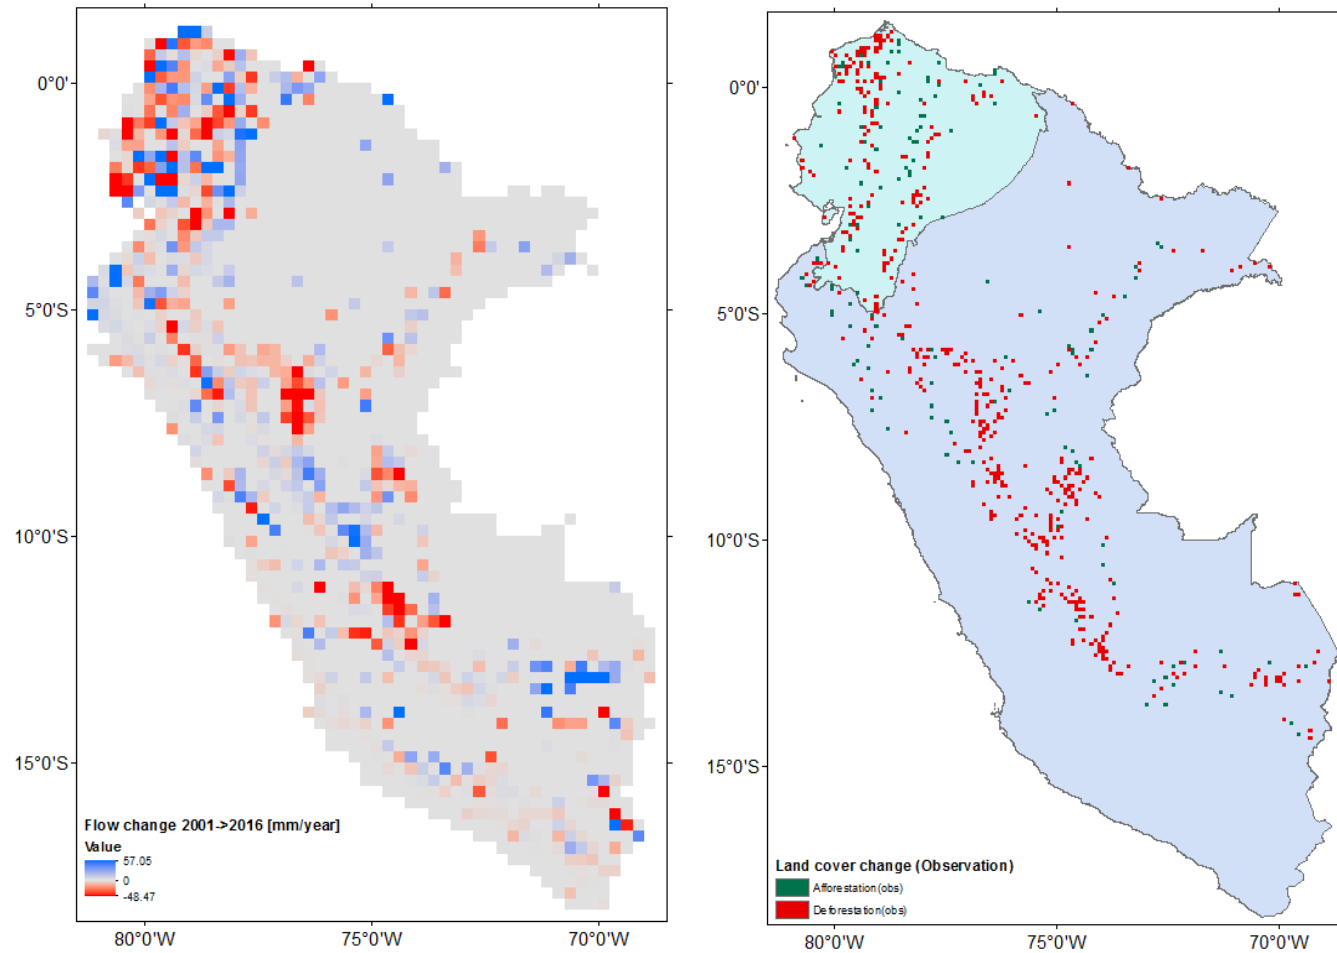 0°0'
5°0'S
10°0'S
15°0'S
Flow change 2001->2016 [mm/year]
Value
57.05
0
-48.47
80°0'W
75°0'W
70°0'W
0°0'
5°0'S
10°0'S
15°0'S
Land cover change (Observation)
Afforestation(obs)
Deforestation(obs)
80°0'W
75°0'W
70°0'W